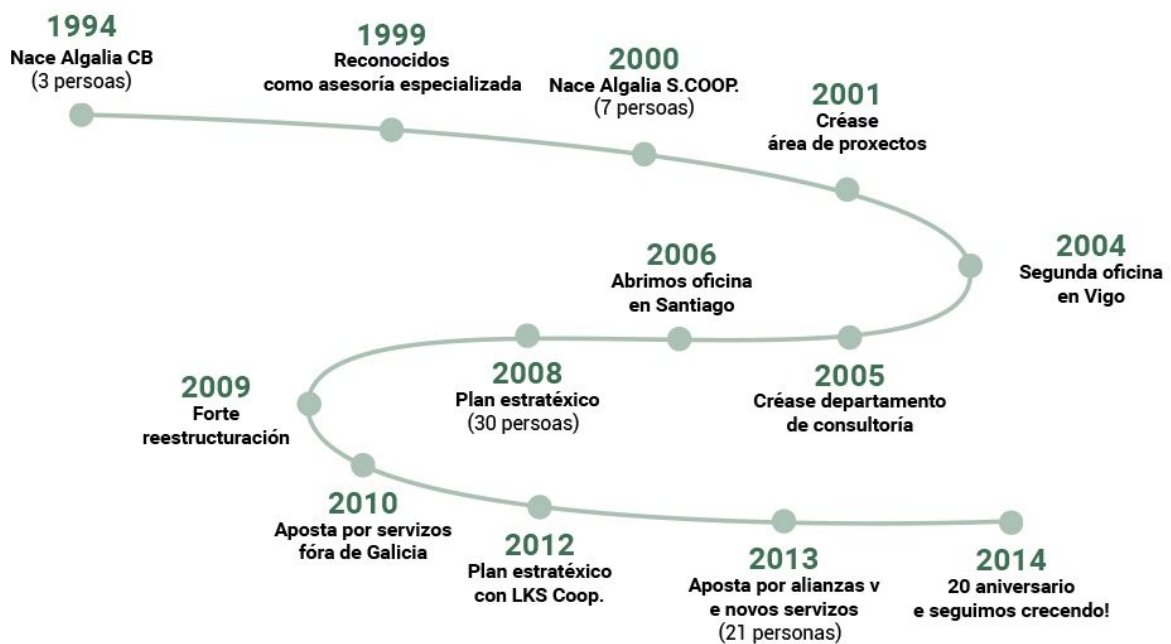 1994
Nace Algalia CB
(3 persoas)
1999
Reconocidos
como asesoría especializada
2000
Nace Algalia S.COOP.
(7 persoas)
2001
Créase
área de proxectos
2004
Segunda oficina
en Vigo
2005
Créase departamento
de consultoría
2006
Abrimos oficina
en Santiago
2008
Plan estratéxico
(30 persoas)
2009
Forte
reestructuración
2010
Aposta por servizos
fóra de Galicia
2012
Plan estratéxico
con LKS Coop.
2013
Aposta por alianzas v
e novos servizos
(21 personas)
2014
20 aniversario
e seguimos crecendo!